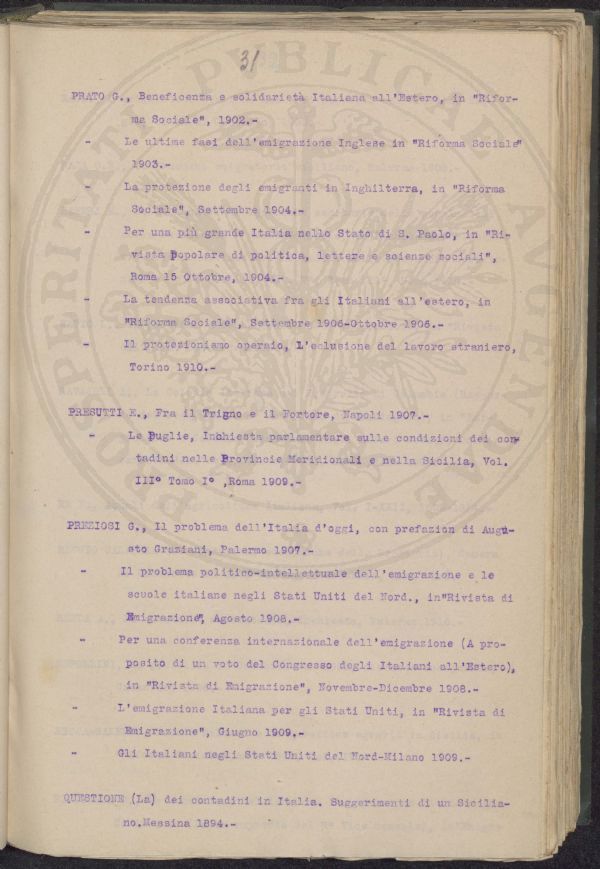 31
PRATO G., Beneficenza e solidarietà Italiana all'Estero, in "Rifor-
ma Sociale", 1902.-
- Le ultime fasi dell'emigrazione Inglese in "Riforma Sociale"
1903.-
- La protezione degli emigranti in Inghilterra, in "Riforma
Sociale", Settembre 1904.-
- Per una più grande Italia nello Stato di S. Paolo, in "Ri-
vista Popolare di politica, lettere e scienze sociali",
Roma 15 Ottobre, 1904.-
- La tendenza associativa fra gli Italiani all'estero, in
"Riforma Sociale", Settembre 1906-Ottobre 1906.-
- Il protezionismo operaio, L'eclusione del lavoro straniero,
Torino 1910.-
PRESUTTI E., Fra il Trigno e il Fortore, Napoli 1907.-
- Le Puglie, Inchiesta parlamentare sulle condizioni dei con-
tadini nelle Provincie Meridionali e nella Sicilia, Vol.
III° Tomo I° ,Roma 1909.-
PREZIOSI G., Il problema dell'Italia d'oggi, con prefazion di Augu-
sto Graziani, Palermo 1907.-
- Il problema politico-intellettuale dell'emigrazione e le
scuole italiane negli Stati Uniti del Nord., in"Rivista di
Emigrazione", Agosto 1908.-
- Per una conferenza internazionale dell'emigrazione (A pro-
posito di un voto del Congresso degli Italiani all'Estero),
in "Rivista di Emigrazione", Novembre-Dicembre 1908.-
- L'emigrazione Italiana per gli Stati Uniti, in "Rivista di
Emigrazione", Giugno 1909.-
- Gli Italiani negli Stati Uniti del Nord-Milano 1909.-
QUESTIONE (La) dei contadini in Italia. Suggerimenti di un Sicilia-
no.Messina 1894.-
PROSPERITATI PUBLICAE AUGENDAE